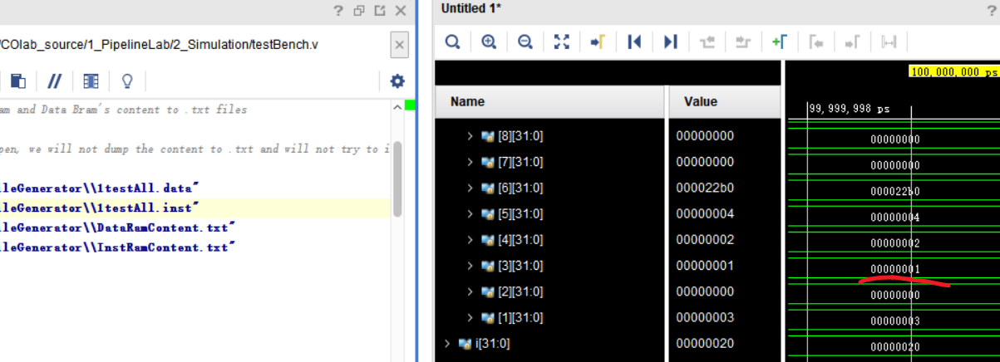 Untitled 1*
/COlab_source/1_PipelineLab/2_Simulation/testBench.v
am and Data Bram's content to .txt files
pen, we will not dump the content to .txt and will not try to i
ileGenerator\\1testAll.data"
ileGenerator\\1testAll.inst"
ileGenerator\\DataRamContent.txt"
ileGenerator\\InstRamContent.txt"
100,000,000 ps
Name Value
99,999,998 ps
[8][31:0] 00000000 00000000
[7][31:0] 00000000 00000000
[6][31:0] 000022b0 000022b0
[5][31:0] 00000004 00000004
[4][31:0] 00000002 00000002
[3][31:0] 00000001 00000001
[2][31:0] 00000000 00000000
[1][31:0] 00000003 00000003
i[31:0] 00000020 00000020